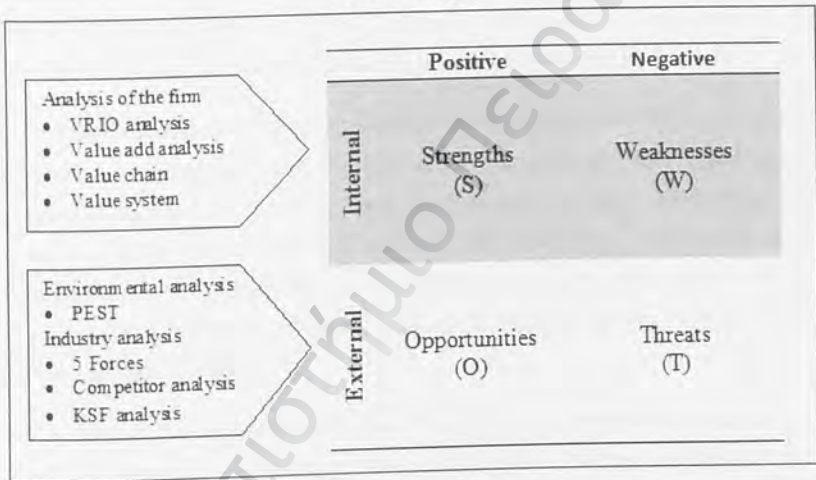 Positive Negative
Analysis of the firm
• VRIO analysis
• Value add analysis
• Value chain
• Value system
Internal
Strengths
(S)
Weaknesses
(W)
Environmental analysis
• PEST
Industry analysis
• 5 Forces
• Competitor analysis
• KSF analysis
External
Opportunities
(O)
Threats
(T)